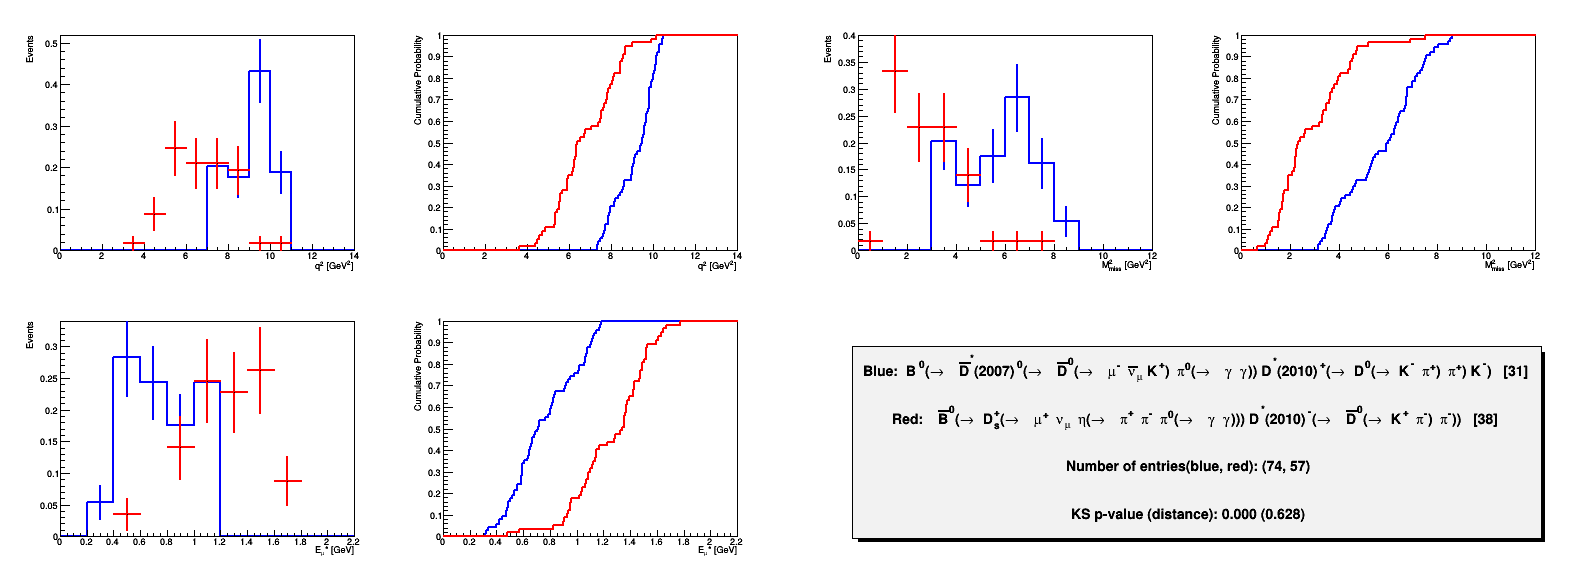 Events
0.5
0.4
0.3
0.2
0.1
0
0 2 4 6 8 10 12 14
q² [GeV²]
Cumulative Probability
1
0.9
0.8
0.7
0.6
0.5
0.4
0.3
0.2
0.1
0
0 2 4 6 8 10 12 14
q² [GeV²]
Events
0.4
0.35
0.3
0.25
0.2
0.15
0.1
0.05
0
0 2 4 6 8 10 12
M²miss [GeV²]
Cumulative Probability
1
0.9
0.8
0.7
0.6
0.5
0.4
0.3
0.2
0.1
0
0 2 4 6 8 10 12
M²miss [GeV²]
Events
0.3
0.25
0.2
0.15
0.1
0.05
0
0 0.2 0.4 0.6 0.8 1 1.2 1.4 1.6 1.8 2 2.2
Eμ* [GeV]
Cumulative Probability
1
0.9
0.8
0.7
0.6
0.5
0.4
0.3
0.2
0.1
0
0 0.2 0.4 0.6 0.8 1 1.2 1.4 1.6 1.8 2 2.2
Eμ* [GeV]
Blue: B⁰(→ D̅*(2007)⁰(→ D̅⁰(→ μ⁻ ν̅μ K⁺) π⁰(→ γ γ)) D*(2010)⁺(→ D⁰(→ K⁻ π⁺) π⁺) K⁻) [31]
Red: B̅⁰(→ Ds⁺(→ μ⁺ νμ η(→ π⁺ π⁻ π⁰(→ γ γ))) D*(2010)⁻(→ D̅⁰(→ K⁺ π⁻) π⁻)) [38]
Number of entries(blue, red): (74, 57)
KS p-value (distance): 0.000 (0.628)